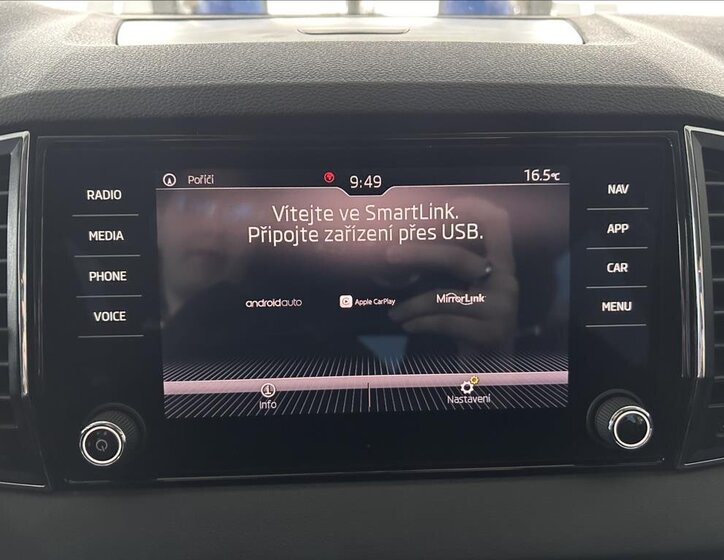 Poříčí
9:49
16.5°C
RADIO
MEDIA
PHONE
VOICE
Vítejte ve SmartLink.
Připojte zařízení přes USB.
androidauto
Apple CarPlay
MirrorLink
Info
Nastavení
NAV
APP
CAR
MENU